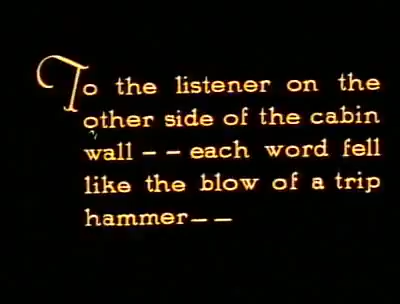 To the listener on the
other side of the cabin
wall -- each word fell
like the blow of a trip
hammer--